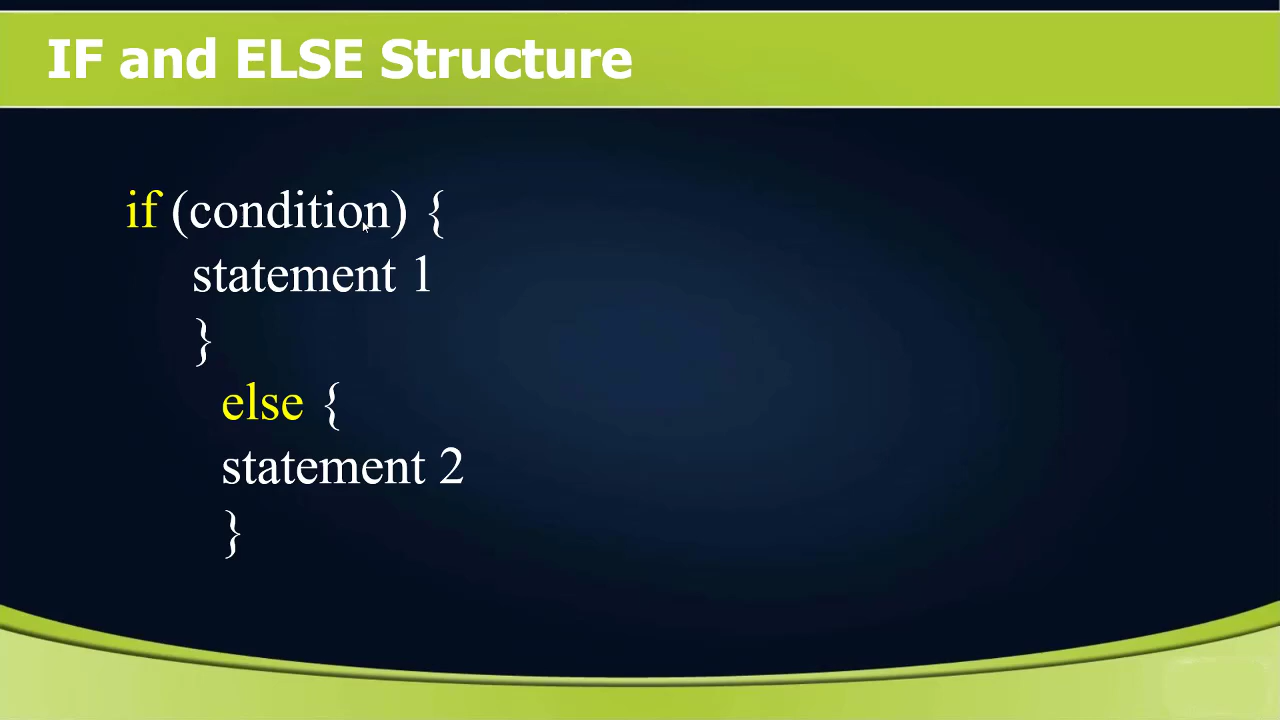 IF and ELSE Structure
if (condition) {
statement 1
}
else {
statement 2
}